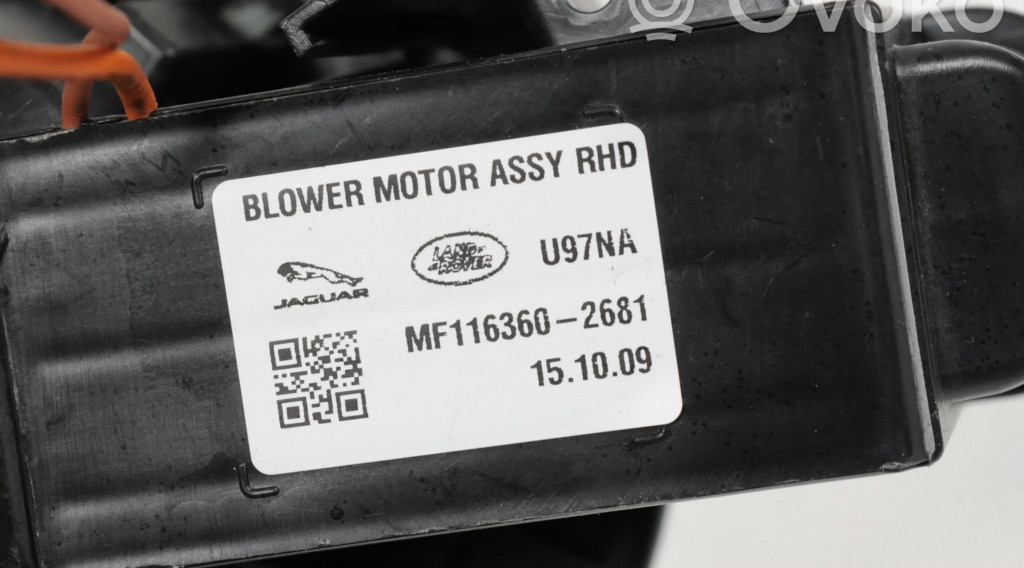 Ovoko
BLOWER MOTOR ASSY RHD
JAGUAR
LAND ROVER
U97NA
MF116360-2681
15.10.09